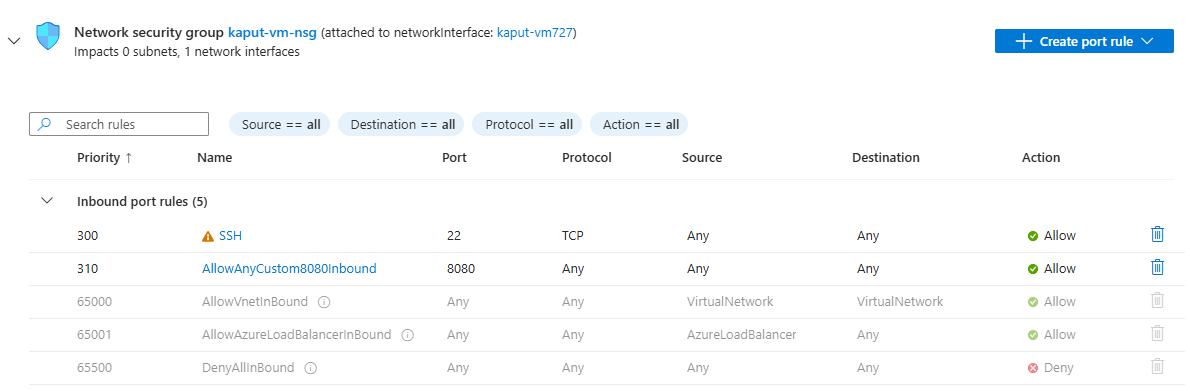 Network security group kaput-vm-nsg (attached to networkInterface: kaput-vm727)
Impacts 0 subnets, 1 network interfaces
Create port rule
Search rules
Source == all
Destination == all
Protocol == all
Action == all
Priority ↑ Name Port Protocol Source Destination Action
Inbound port rules (5)
300 SSH 22 TCP Any Any Allow
310 AllowAnyCustom8080Inbound 8080 Any Any Any Allow
65000 AllowVnetInBound Any Any VirtualNetwork VirtualNetwork Allow
65001 AllowAzureLoadBalancerInBound Any Any AzureLoadBalancer Any Allow
65500 DenyAllInBound Any Any Any Any Deny